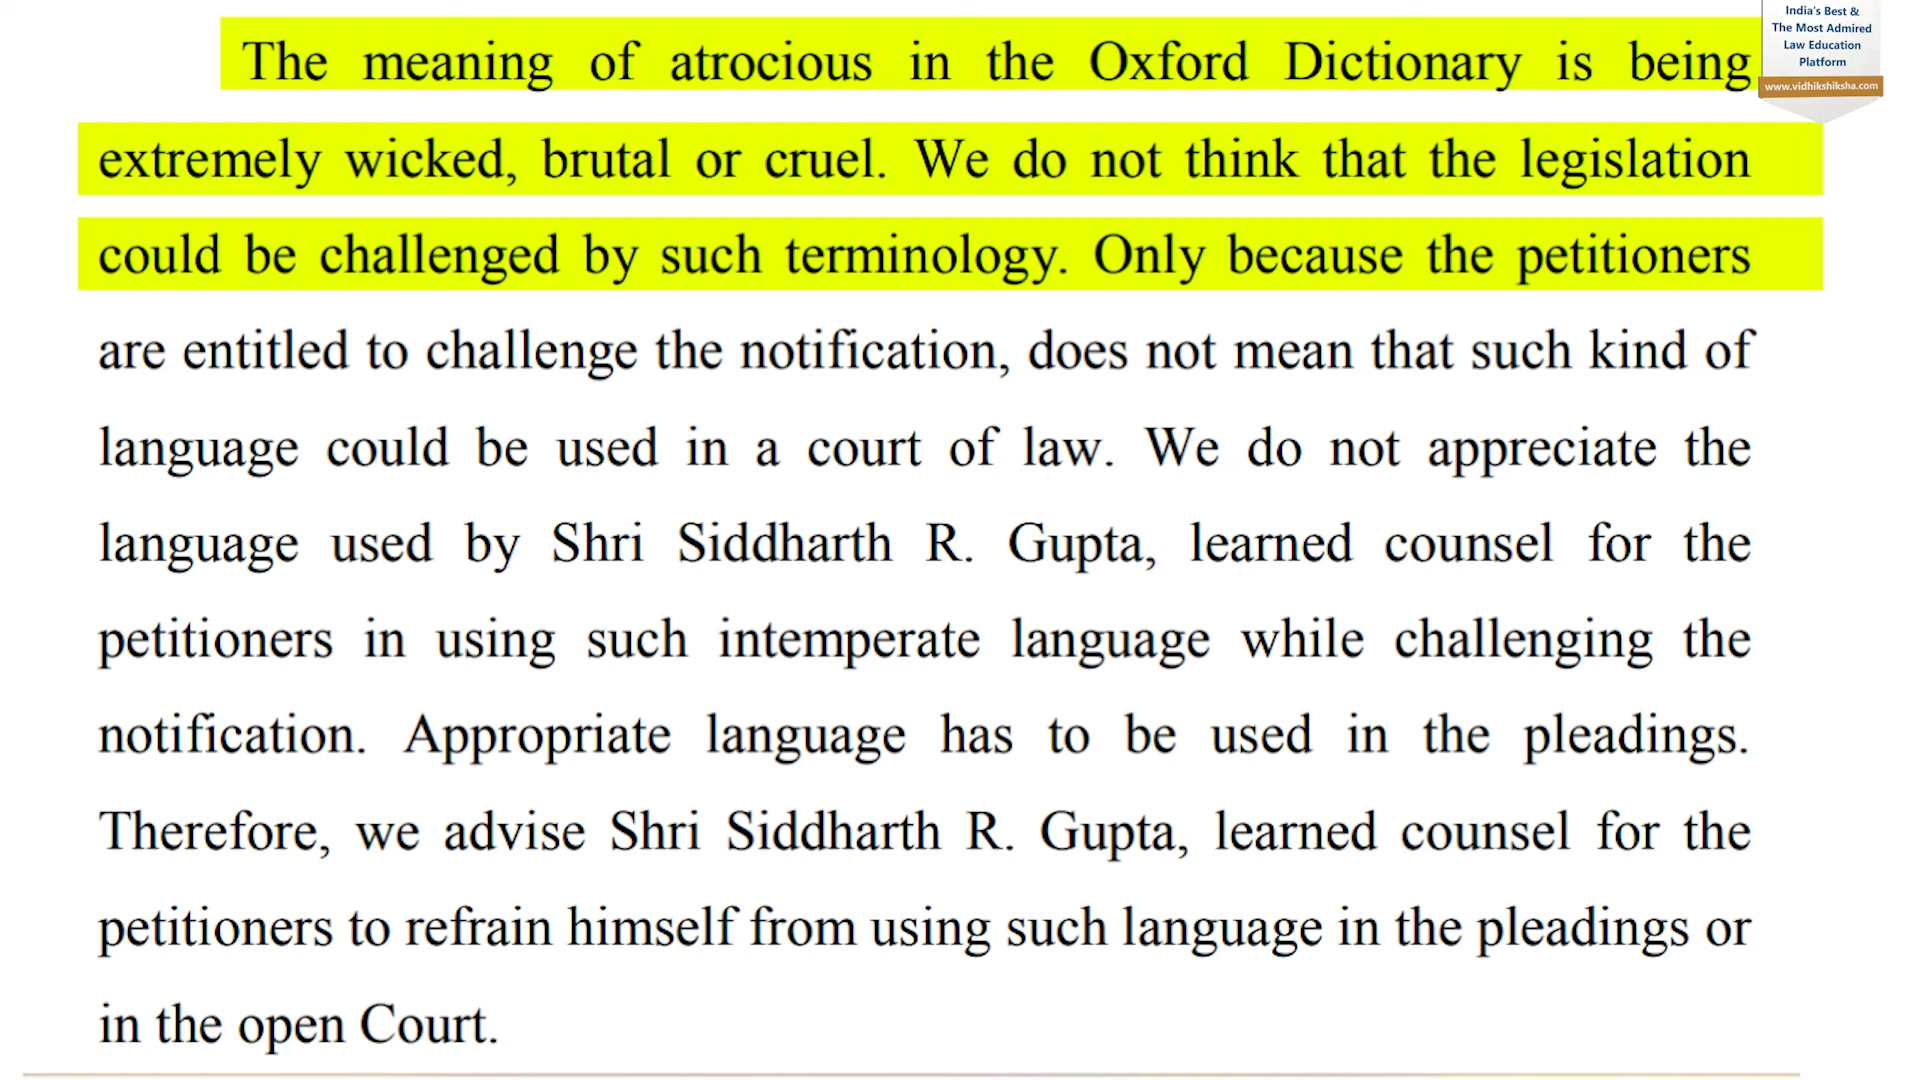 India's Best &
The Most Admired
Law Education
Platform
www.vidhikshiksha.com
The meaning of atrocious in the Oxford Dictionary is being
extremely wicked, brutal or cruel. We do not think that the legislation
could be challenged by such terminology. Only because the petitioners
are entitled to challenge the notification, does not mean that such kind of
language could be used in a court of law. We do not appreciate the
language used by Shri Siddharth R. Gupta, learned counsel for the
petitioners in using such intemperate language while challenging the
notification. Appropriate language has to be used in the pleadings.
Therefore, we advise Shri Siddharth R. Gupta, learned counsel for the
petitioners to refrain himself from using such language in the pleadings or
in the open Court.